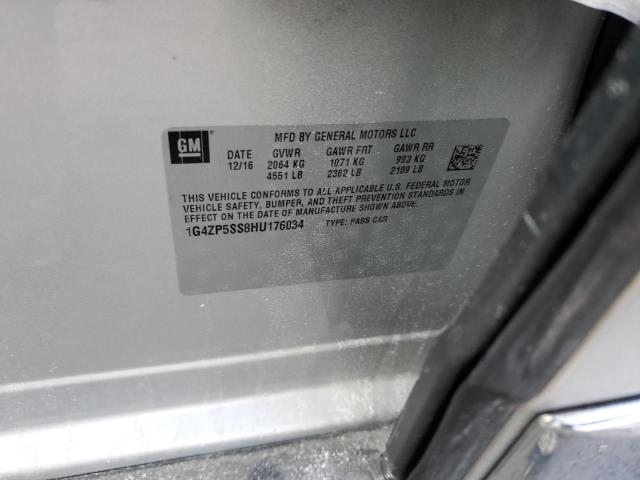 GM
MFD BY GENERAL MOTORS LLC
DATE GVWR GAWR FRT GAWR RR
12/16 2064 KG 1071 KG 993 KG
4551 LB 2362 LB 2189 LB
THIS VEHICLE CONFORMS TO ALL APPLICABLE U.S. FEDERAL MOTOR
VEHICLE SAFETY, BUMPER, AND THEFT PREVENTION STANDARDS IN
EFFECT ON THE DATE OF MANUFACTURE SHOWN ABOVE.
1G4ZP5SS8HU176034 TYPE: PASS CAR